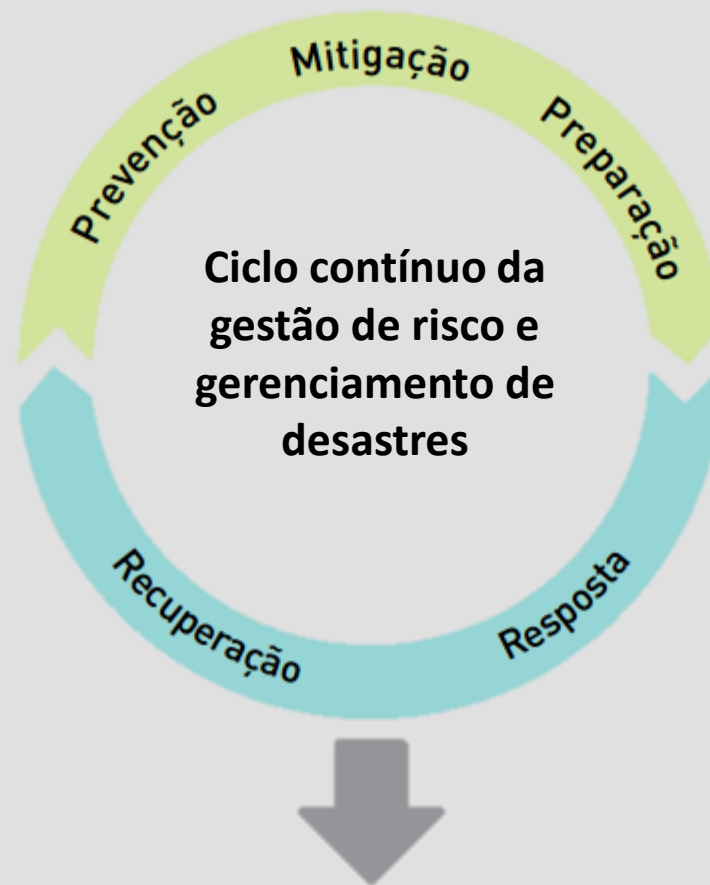 Prevenção
Mitigação
Preparação
Ciclo contínuo da
gestão de risco e
gerenciamento de
desastres
Recuperação
Resposta